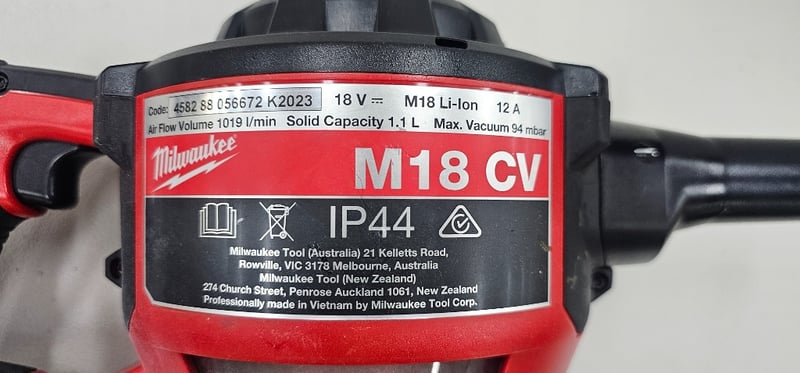 Code: 4582 88 056672 K2023 18 V M18 Li-Ion 12 A
Air Flow Volume 1019 l/min Solid Capacity 1.1 L Max. Vacuum 94 mbar
Milwaukee
M18 CV
IP44
Milwaukee Tool (Australia) 21 Kelletts Road,
Rowville, VIC 3178 Melbourne, Australia
Milwaukee Tool (New Zealand)
274 Church Street, Penrose Auckland 1061, New Zealand
Professionally made in Vietnam by Milwaukee Tool Corp.